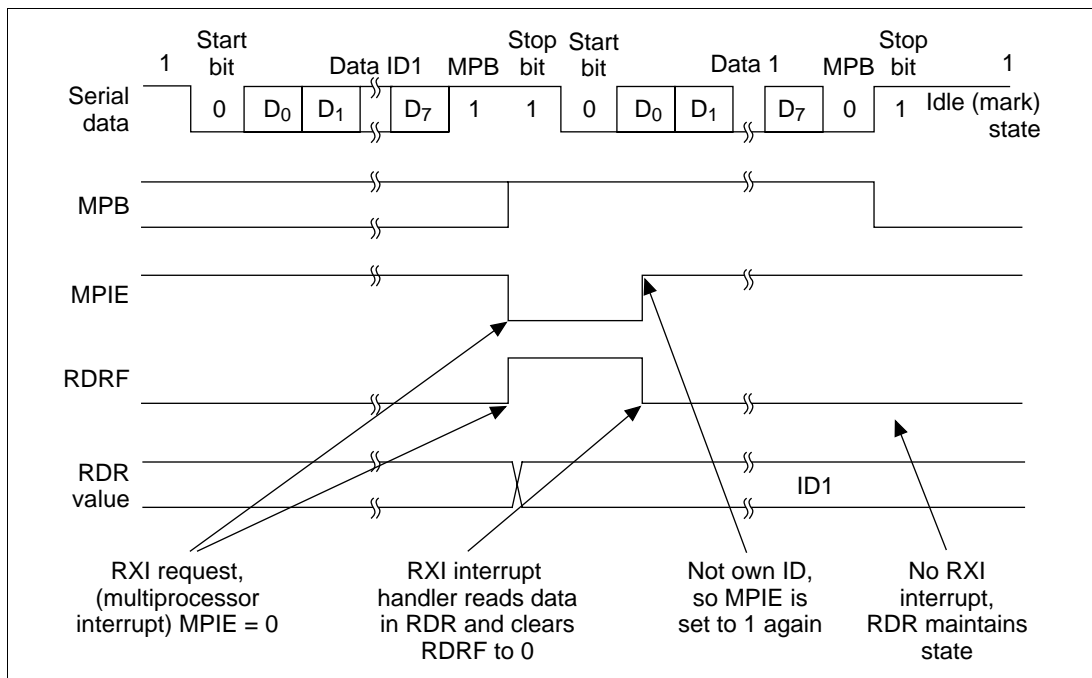 Start bit
Stop bit
Start bit
Stop bit
1 Data ID1 MPB Data 1 MPB 1
Serial data
0 D0 D1 D7 1 1 0 D0 D1 D7 0 1
Idle (mark) state
MPB
MPIE
RDRF
RDR value
ID1
RXI request,
(multiprocessor
interrupt) MPIE = 0
RXI interrupt
handler reads data
in RDR and clears
RDRF to 0
Not own ID,
so MPIE is
set to 1 again
No RXI
interrupt,
RDR maintains
state